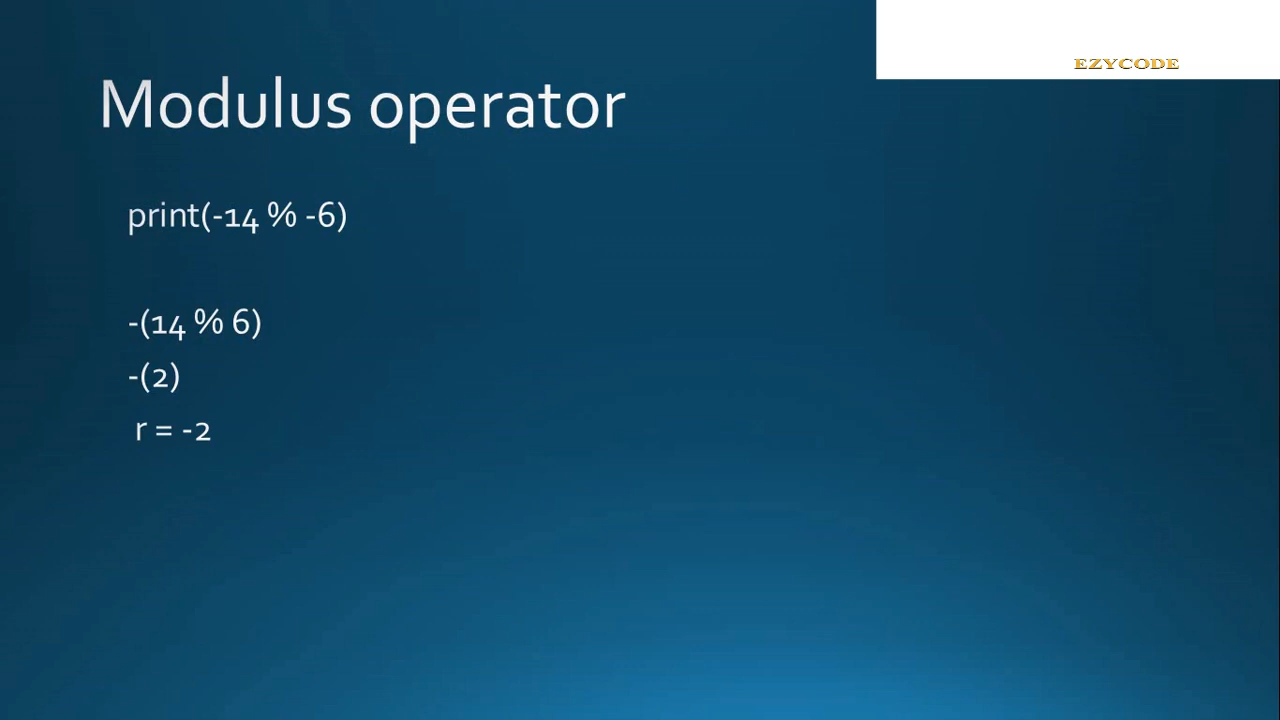 EZYCODE
Modulus operator
print(-14 % -6)
-(14 % 6)
-(2)
r = -2